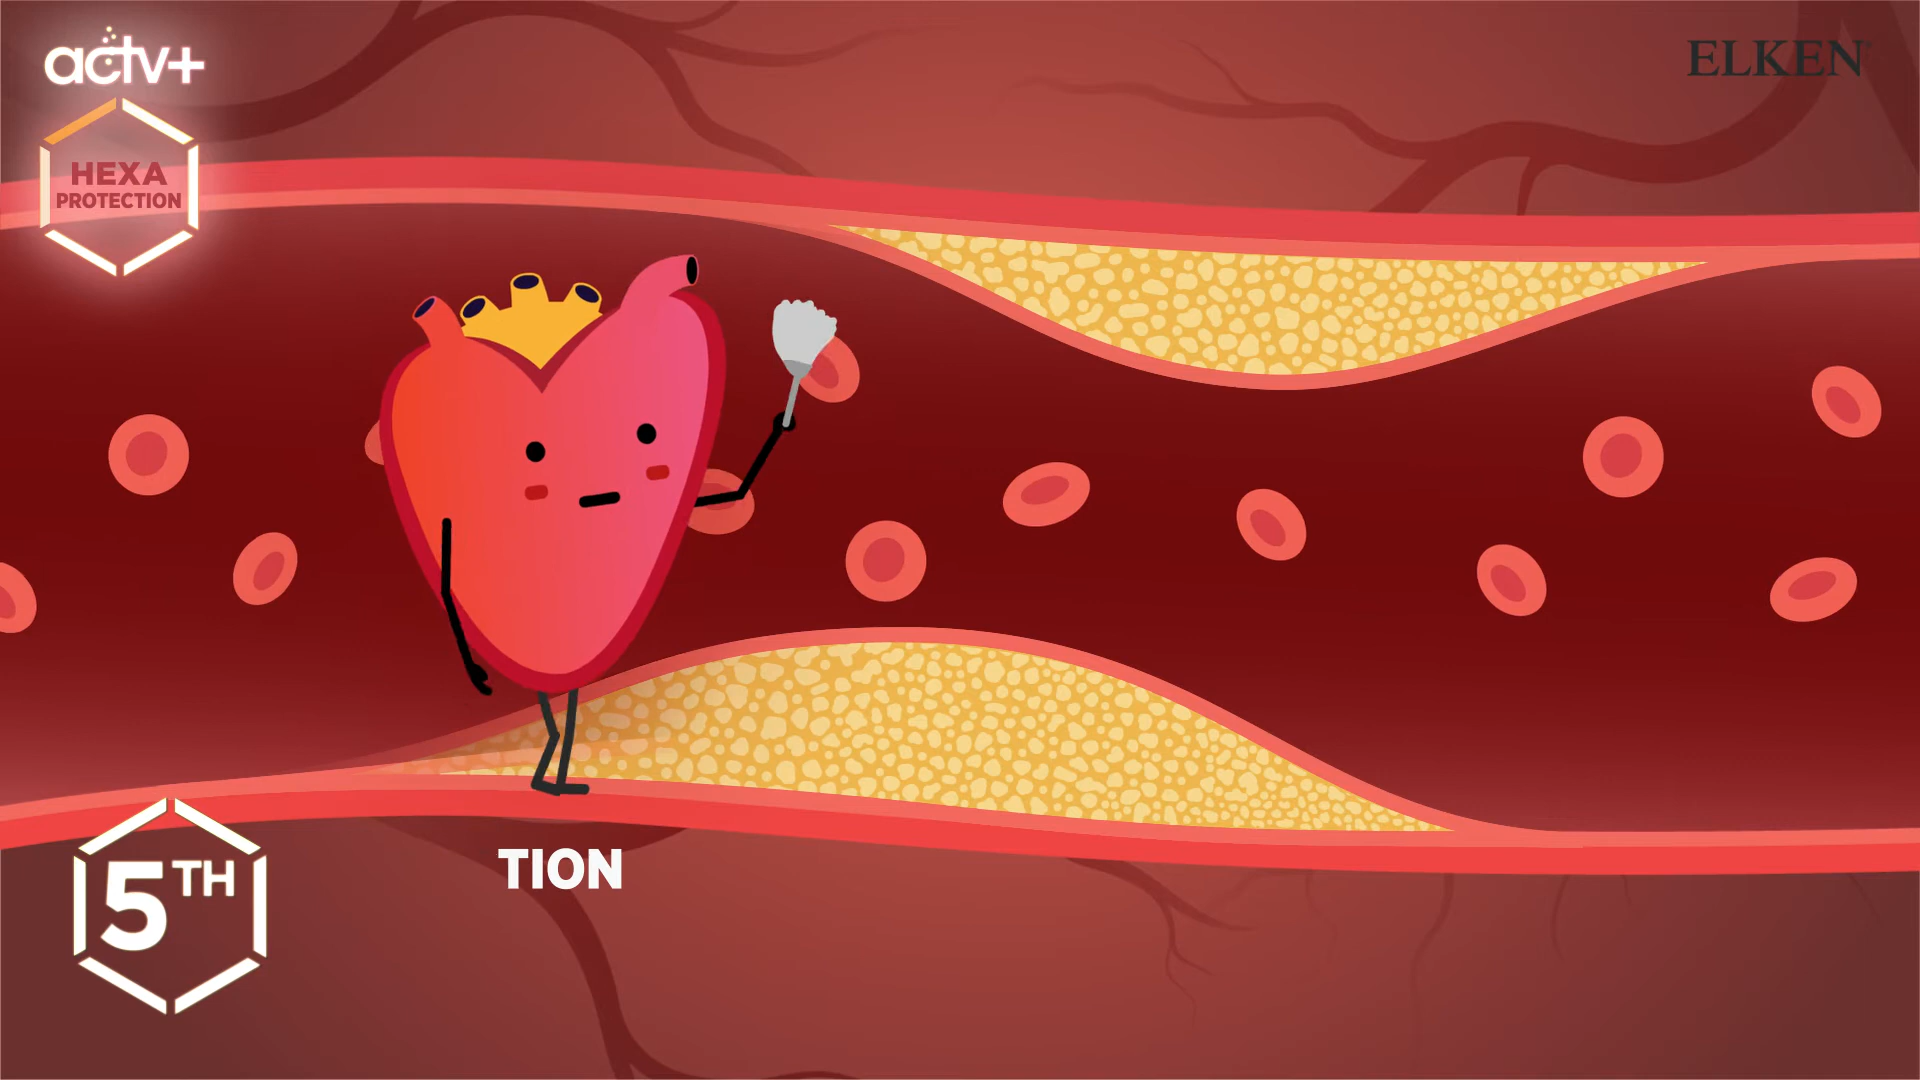 actv+
ELKEN
HEXA
PROTECTION
5TH
TION